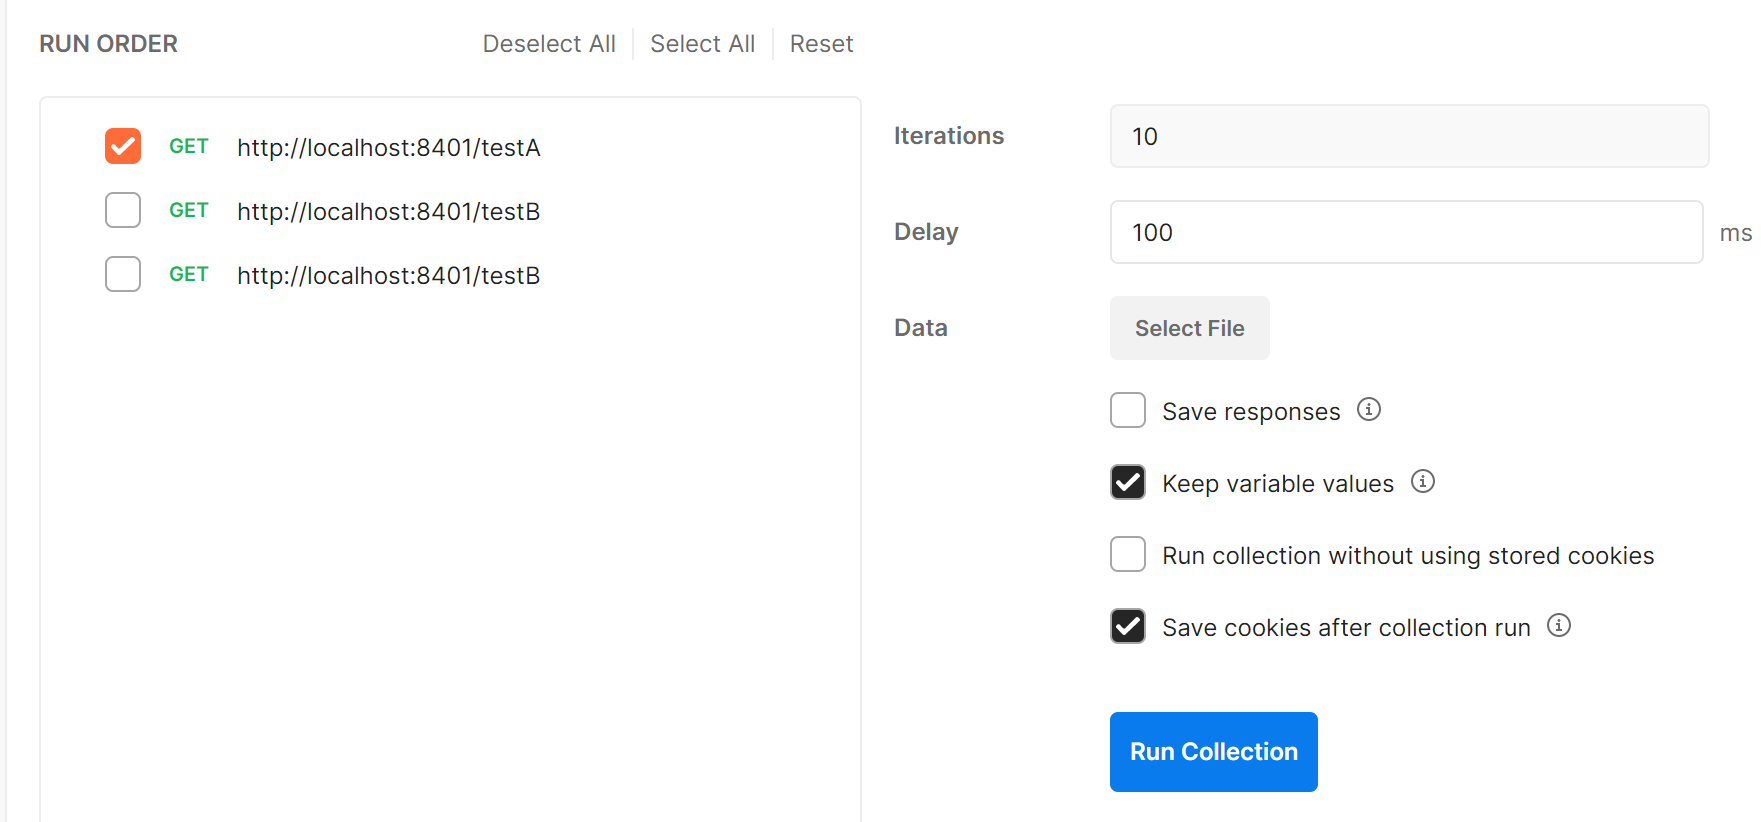 RUN ORDER Deselect All Select All Reset
GET http://localhost:8401/testA
GET http://localhost:8401/testB
GET http://localhost:8401/testB
Iterations 10
Delay 100 ms
Data Select File
Save responses
Keep variable values
Run collection without using stored cookies
Save cookies after collection run
Run Collection